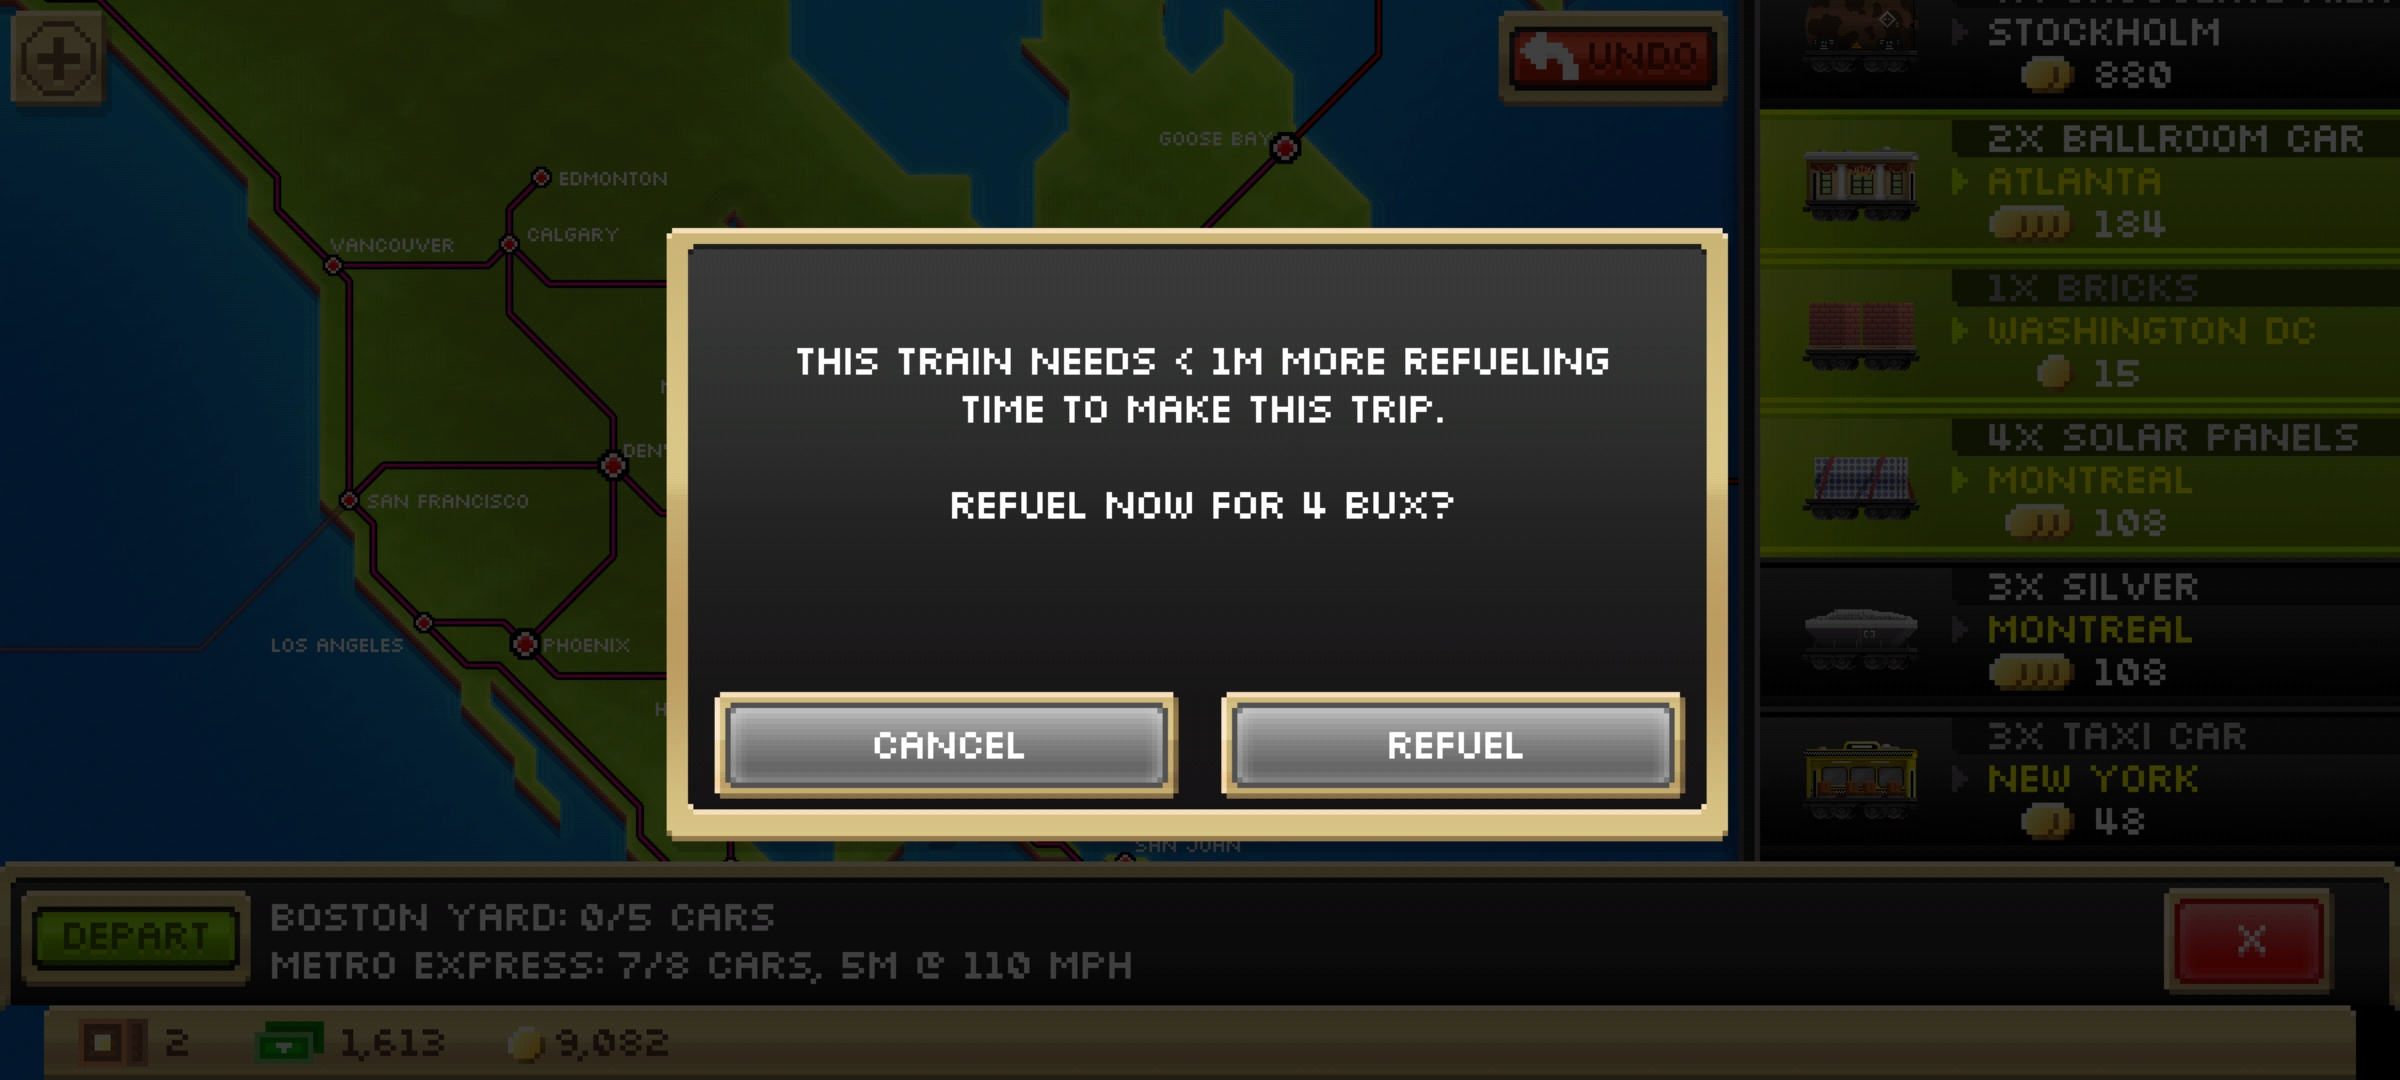 UNDO
GOOSE BAY
EDMONTON
CALGARY
VANCOUVER
SAN FRANCISCO
LOS ANGELES
PHOENIX
SAN JUAN
THIS TRAIN NEEDS < 1M MORE REFUELING
TIME TO MAKE THIS TRIP.
REFUEL NOW FOR 4 BUX?
CANCEL
REFUEL
STOCKHOLM
880
2X BALLROOM CAR
ATLANTA
184
1X BRICKS
WASHINGTON DC
15
4X SOLAR PANELS
MONTREAL
108
3X SILVER
MONTREAL
108
3X TAXI CAR
NEW YORK
48
DEPART
BOSTON YARD: 0/5 CARS
METRO EXPRESS: 7/8 CARS, 5M @ 110 MPH
X
2
1,613
9,082